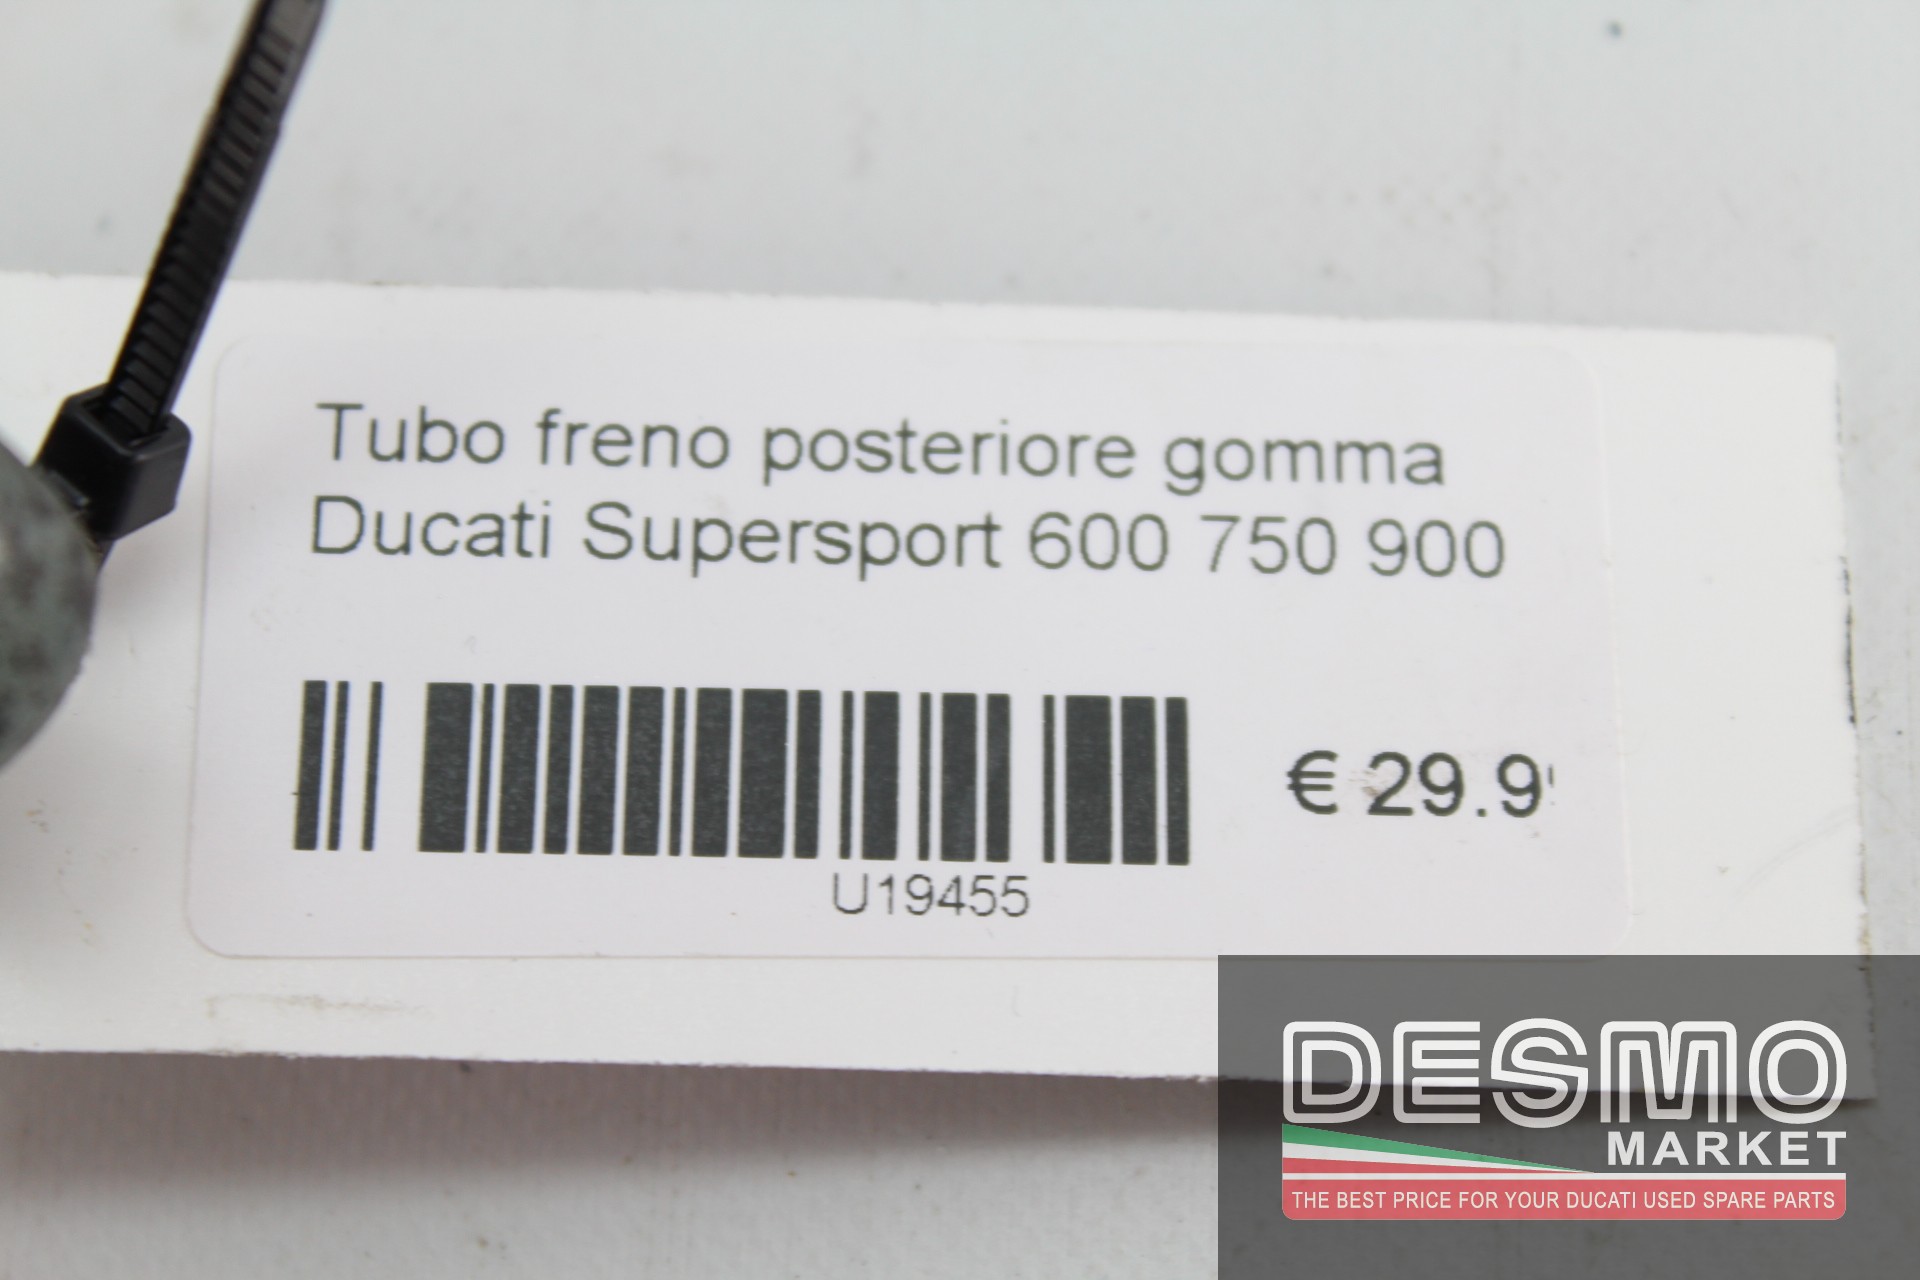 Tubo freno posteriore gomma
Ducati Supersport 600 750 900
€ 29.9
U19455
DESMO
MARKET
THE BEST PRICE FOR YOUR DUCATI USED SPARE PARTS